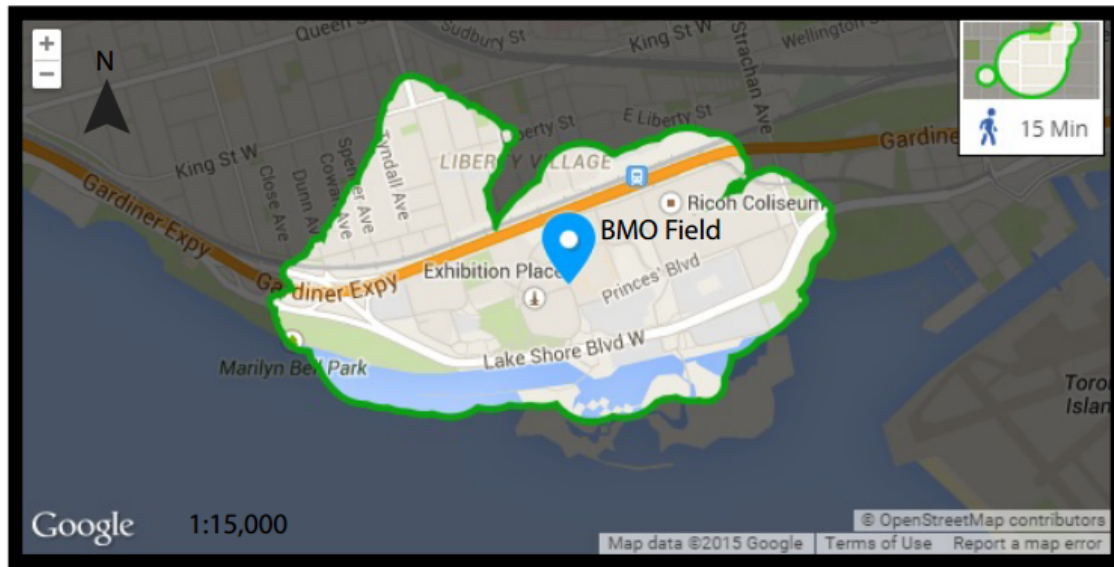 +
−
N
Queen St
Sudbury St
King St W
Strachan Ave
Wellington
15 Min
King St W
Tyndall Ave
Spencer Ave
Cowan Ave
Dunn Av
Close Ave
berty St
E Liberty St
LIBERTY VILLAGE
Gardiner
Gardiner Expy
Ricoh Coliseum
BMO Field
Exhibition Place
Princes' Blvd
Gardiner Expy
Lake Shore Blvd W
Marilyn Bell Park
Toro
Islan
Google
1:15,000
© OpenStreetMap contributors
Map data ©2015 Google
Terms of Use
Report a map error